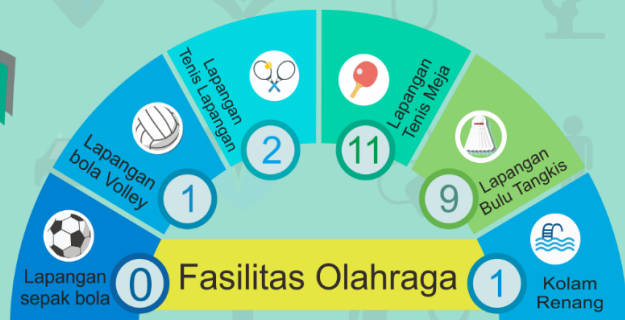 Lapangan
sepak bola
0
Lapangan
bola Volley
1
Lapangan
Tenis Lapangan
2
Lapangan
Tenis Meja
11
Lapangan
Bulu Tangkis
9
Kolam
Renang
1
Fasilitas Olahraga